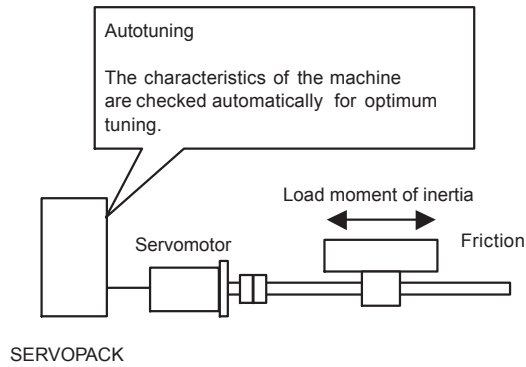 Autotuning
The characteristics of the machine
are checked automatically for optimum
tuning.
Load moment of inertia
Servomotor
Friction
SERVOPACK